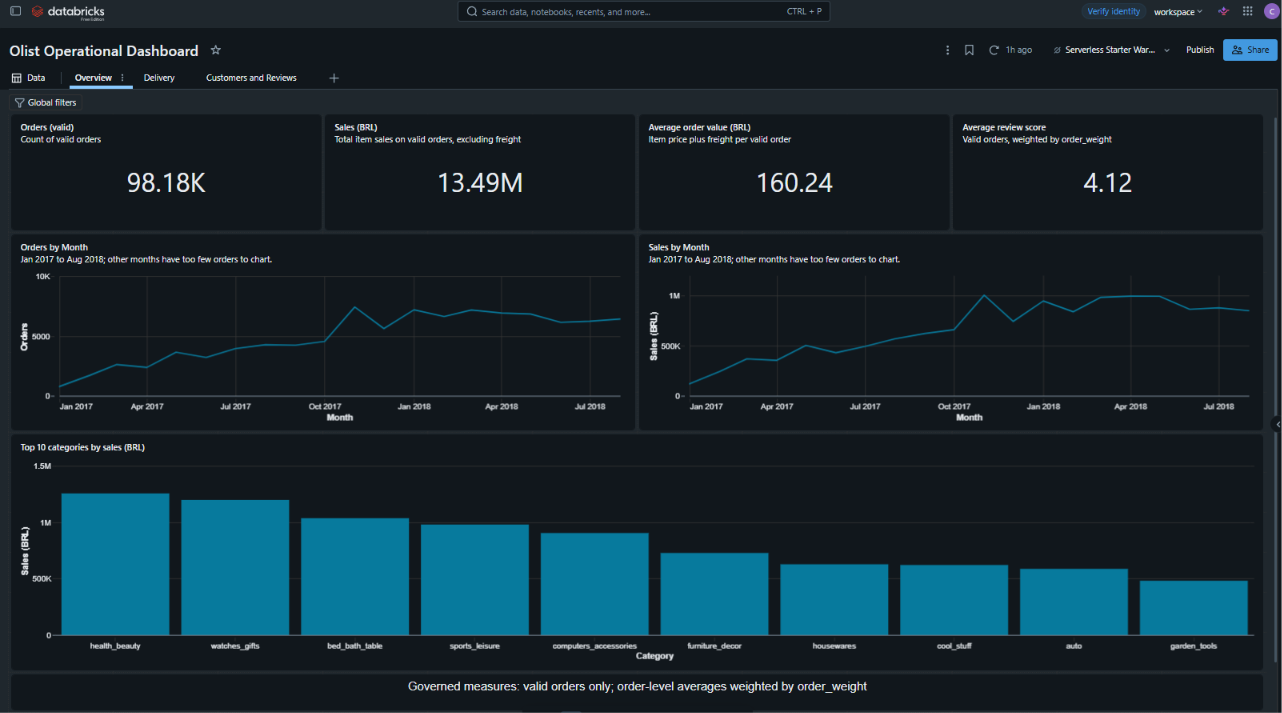 databricks
Free Edition
Search data, notebooks, recents, and more...
CTRL + P
Verify identity
workspace
C
Olist Operational Dashboard
1h ago
Serverless Starter War...
Publish
Share
Data
Overview
Delivery
Customers and Reviews
Global filters
Orders (valid)
Count of valid orders
98.18K
Sales (BRL)
Total item sales on valid orders, excluding freight
13.49M
Average order value (BRL)
Item price plus freight per valid order
160.24
Average review score
Valid orders, weighted by order_weight
4.12
Orders by Month
Jan 2017 to Aug 2018; other months have too few orders to chart.
10K
5000
0
Orders
Jan 2017 Apr 2017 Jul 2017 Oct 2017 Jan 2018 Apr 2018 Jul 2018
Month
Sales by Month
Jan 2017 to Aug 2018; other months have too few orders to chart.
1M
500K
0
Sales (BRL)
Jan 2017 Apr 2017 Jul 2017 Oct 2017 Jan 2018 Apr 2018 Jul 2018
Month
Top 10 categories by sales (BRL)
1.5M
1M
500K
0
Sales (BRL)
health_beauty watches_gifts bed_bath_table sports_leisure computers_accessories furniture_decor housewares cool_stuff auto garden_tools
Category
Governed measures: valid orders only; order-level averages weighted by order_weight